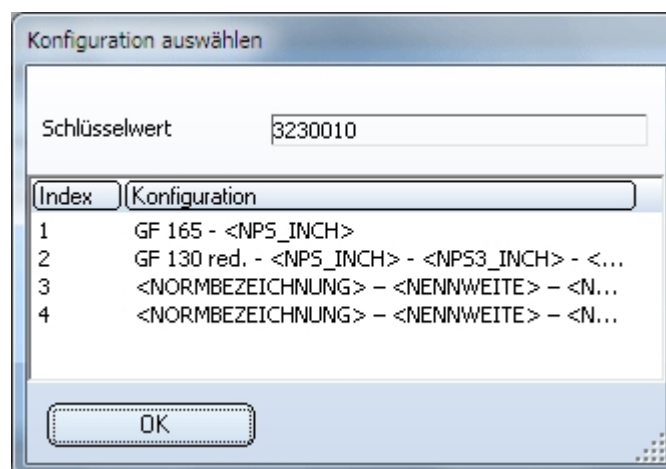 Konfiguration auswählen
Schlüsselwert 3230010
Index Konfiguration
1 GF 165 - <NPS_INCH>
2 GF 130 red. - <NPS_INCH> - <NPS3_INCH> - <...
3 <NORMBEZEICHNUNG> – <NENNWEITE> – <N...
4 <NORMBEZEICHNUNG> – <NENNWEITE> – <N...
OK